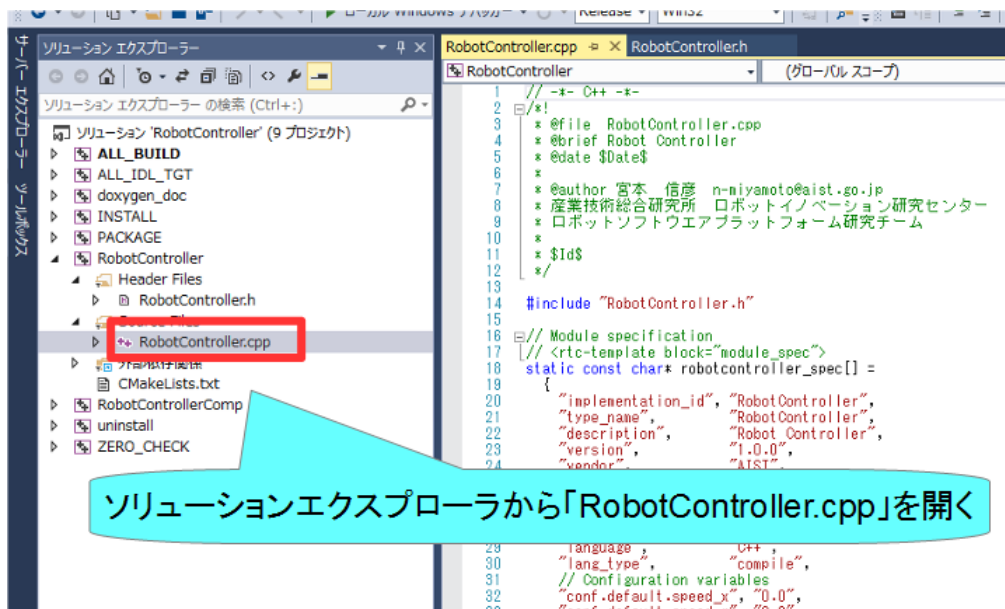 ローカル Windows デバッガー Release Win32
サーバー エクスプローラー ツールボックス
ソリューション エクスプローラー
ソリューション エクスプローラー の検索 (Ctrl+:)
ソリューション 'RobotController' (9 プロジェクト)
ALL_BUILD
ALL_IDL_TGT
doxygen_doc
INSTALL
PACKAGE
RobotController
Header Files
RobotController.h
Source Files
RobotController.cpp
外部依存関係
CMakeLists.txt
RobotControllerComp
uninstall
ZERO_CHECK
RobotController.cpp RobotController.h
RobotController (グローバル スコープ)
1 // -*- C++ -*-
2 /*!
3 * @file RobotController.cpp
4 * @brief Robot Controller
5 * @date $Date$
6 *
7 * @author 宮本 信彦 n-miyamoto@aist.go.jp
8 * 産業技術総合研究所 ロボットイノベーション研究センター
9 * ロボットソフトウエアプラットフォーム研究チーム
10 *
11 * $Id$
12 */
13
14 #include "RobotController.h"
15
16 // Module specification
17 // <rtc-template block="module_spec">
18 static const char* robotcontroller_spec[] =
19 {
20 "implementation_id", "RobotController",
21 "type_name", "RobotController",
22 "description", "Robot Controller",
23 "version", "1.0.0",
24 "vendor", "AIST",
ソリューションエクスプローラから「RobotController.cpp」を開く
29 "language", "C++",
30 "lang_type", "compile",
31 // Configuration variables
32 "conf.default.speed_x", "0.0",